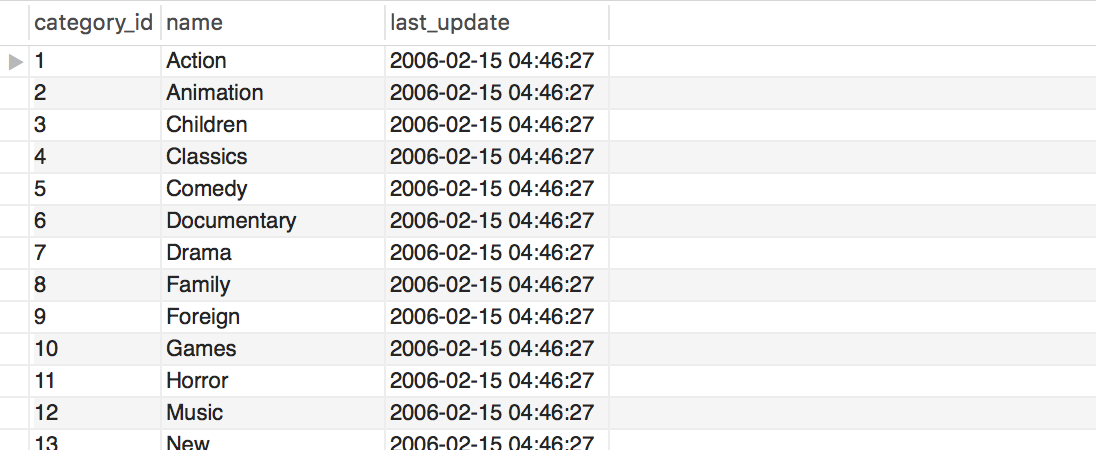 category_id name last_update
1 Action 2006-02-15 04:46:27
2 Animation 2006-02-15 04:46:27
3 Children 2006-02-15 04:46:27
4 Classics 2006-02-15 04:46:27
5 Comedy 2006-02-15 04:46:27
6 Documentary 2006-02-15 04:46:27
7 Drama 2006-02-15 04:46:27
8 Family 2006-02-15 04:46:27
9 Foreign 2006-02-15 04:46:27
10 Games 2006-02-15 04:46:27
11 Horror 2006-02-15 04:46:27
12 Music 2006-02-15 04:46:27
13 New 2006-02-15 04:46:27